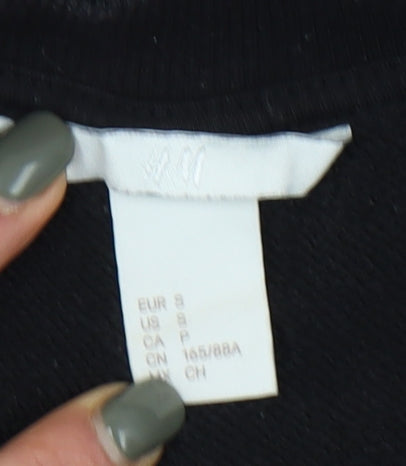 H&M
EUR S
US S
CA P
CN 165/88A
MX CH